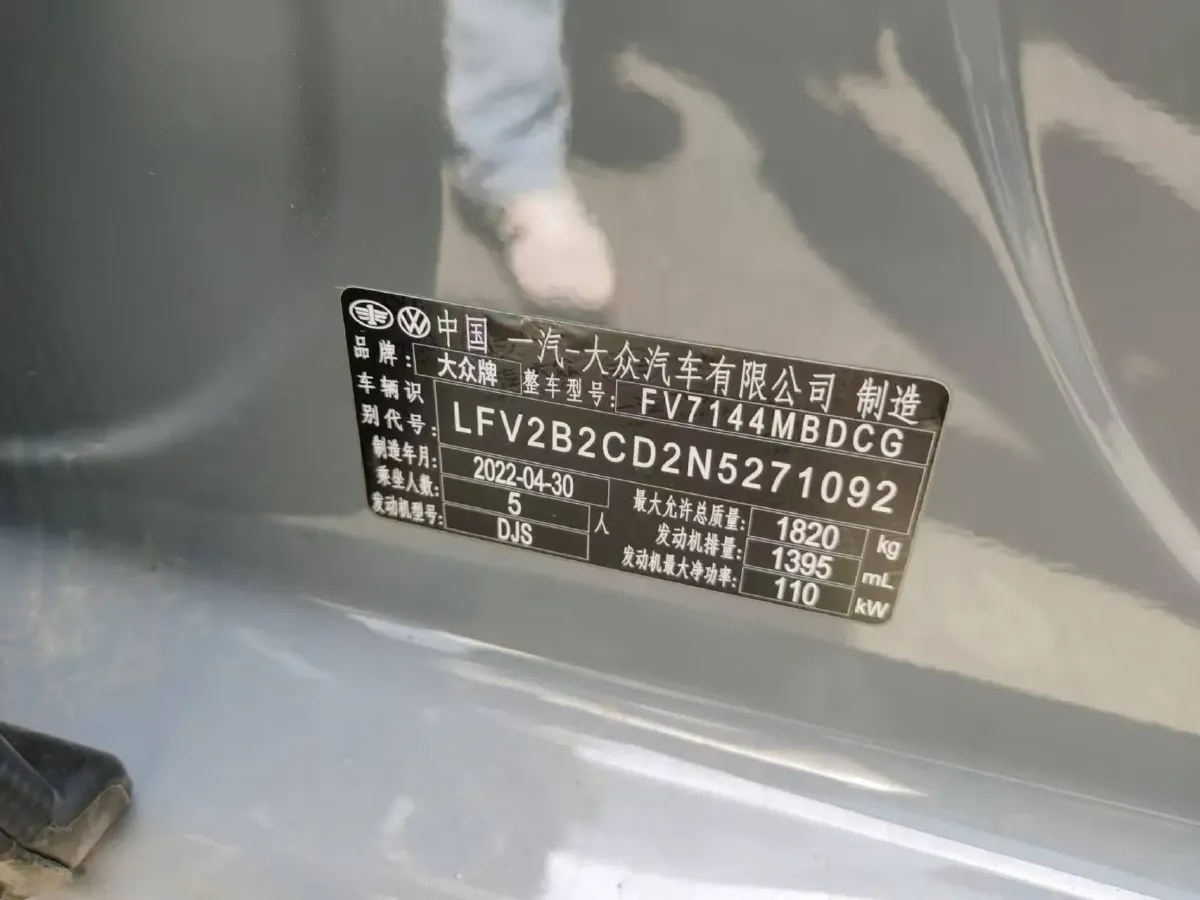 中国 一汽-大众汽车有限公司 制造
品牌: 大众牌 整车型号: FV7144MBDCG
车辆识别代号: LFV2B2CD2N5271092
制造年月: 2022-04-30 最大允许总质量: 1820 kg
乘坐人数: 5 人 发动机排量: 1395 mL
发动机型号: DJS 发动机最大净功率: 110 kW